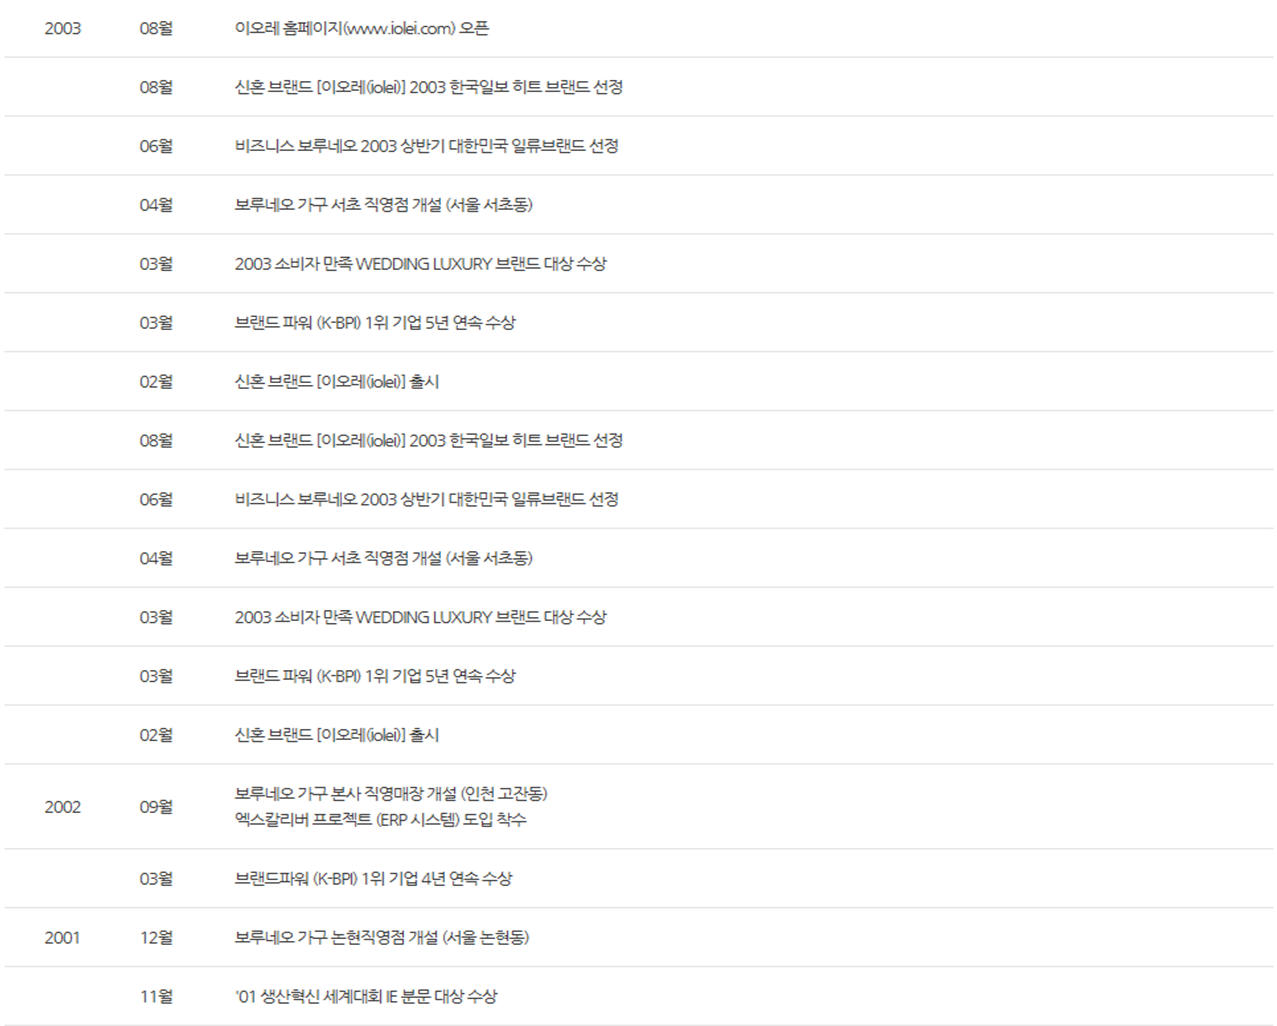 2003 08월 이오레 홈페이지(www.iolei.com) 오픈
08월 신혼 브랜드 [이오레(iolei)] 2003 한국일보 히트 브랜드 선정
06월 비즈니스 보루네오 2003 상반기 대한민국 일류브랜드 선정
04월 보루네오 가구 서초 직영점 개설 (서울 서초동)
03월 2003 소비자 만족 WEDDING LUXURY 브랜드 대상 수상
03월 브랜드 파워 (K-BPI) 1위 기업 5년 연속 수상
02월 신혼 브랜드 [이오레(iolei)] 출시
08월 신혼 브랜드 [이오레(iolei)] 2003 한국일보 히트 브랜드 선정
06월 비즈니스 보루네오 2003 상반기 대한민국 일류브랜드 선정
04월 보루네오 가구 서초 직영점 개설 (서울 서초동)
03월 2003 소비자 만족 WEDDING LUXURY 브랜드 대상 수상
03월 브랜드 파워 (K-BPI) 1위 기업 5년 연속 수상
02월 신혼 브랜드 [이오레(iolei)] 출시
2002 09월 보루네오 가구 본사 직영매장 개설 (인천 고잔동)
엑스칼리버 프로젝트 (ERP 시스템) 도입 착수
03월 브랜드파워 (K-BPI) 1위 기업 4년 연속 수상
2001 12월 보루네오 가구 논현직영점 개설 (서울 논현동)
11월 '01 생산혁신 세계대회 IE 분문 대상 수상